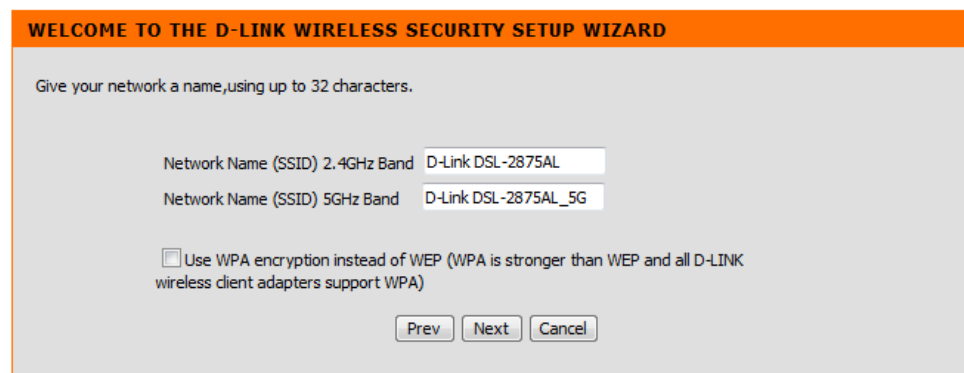 WELCOME TO THE D-LINK WIRELESS SECURITY SETUP WIZARD
Give your network a name,using up to 32 characters.
Network Name (SSID) 2.4GHz Band D-Link DSL-2875AL
Network Name (SSID) 5GHz Band D-Link DSL-2875AL_5G
Use WPA encryption instead of WEP (WPA is stronger than WEP and all D-LINK
wireless client adapters support WPA)
Prev Next Cancel